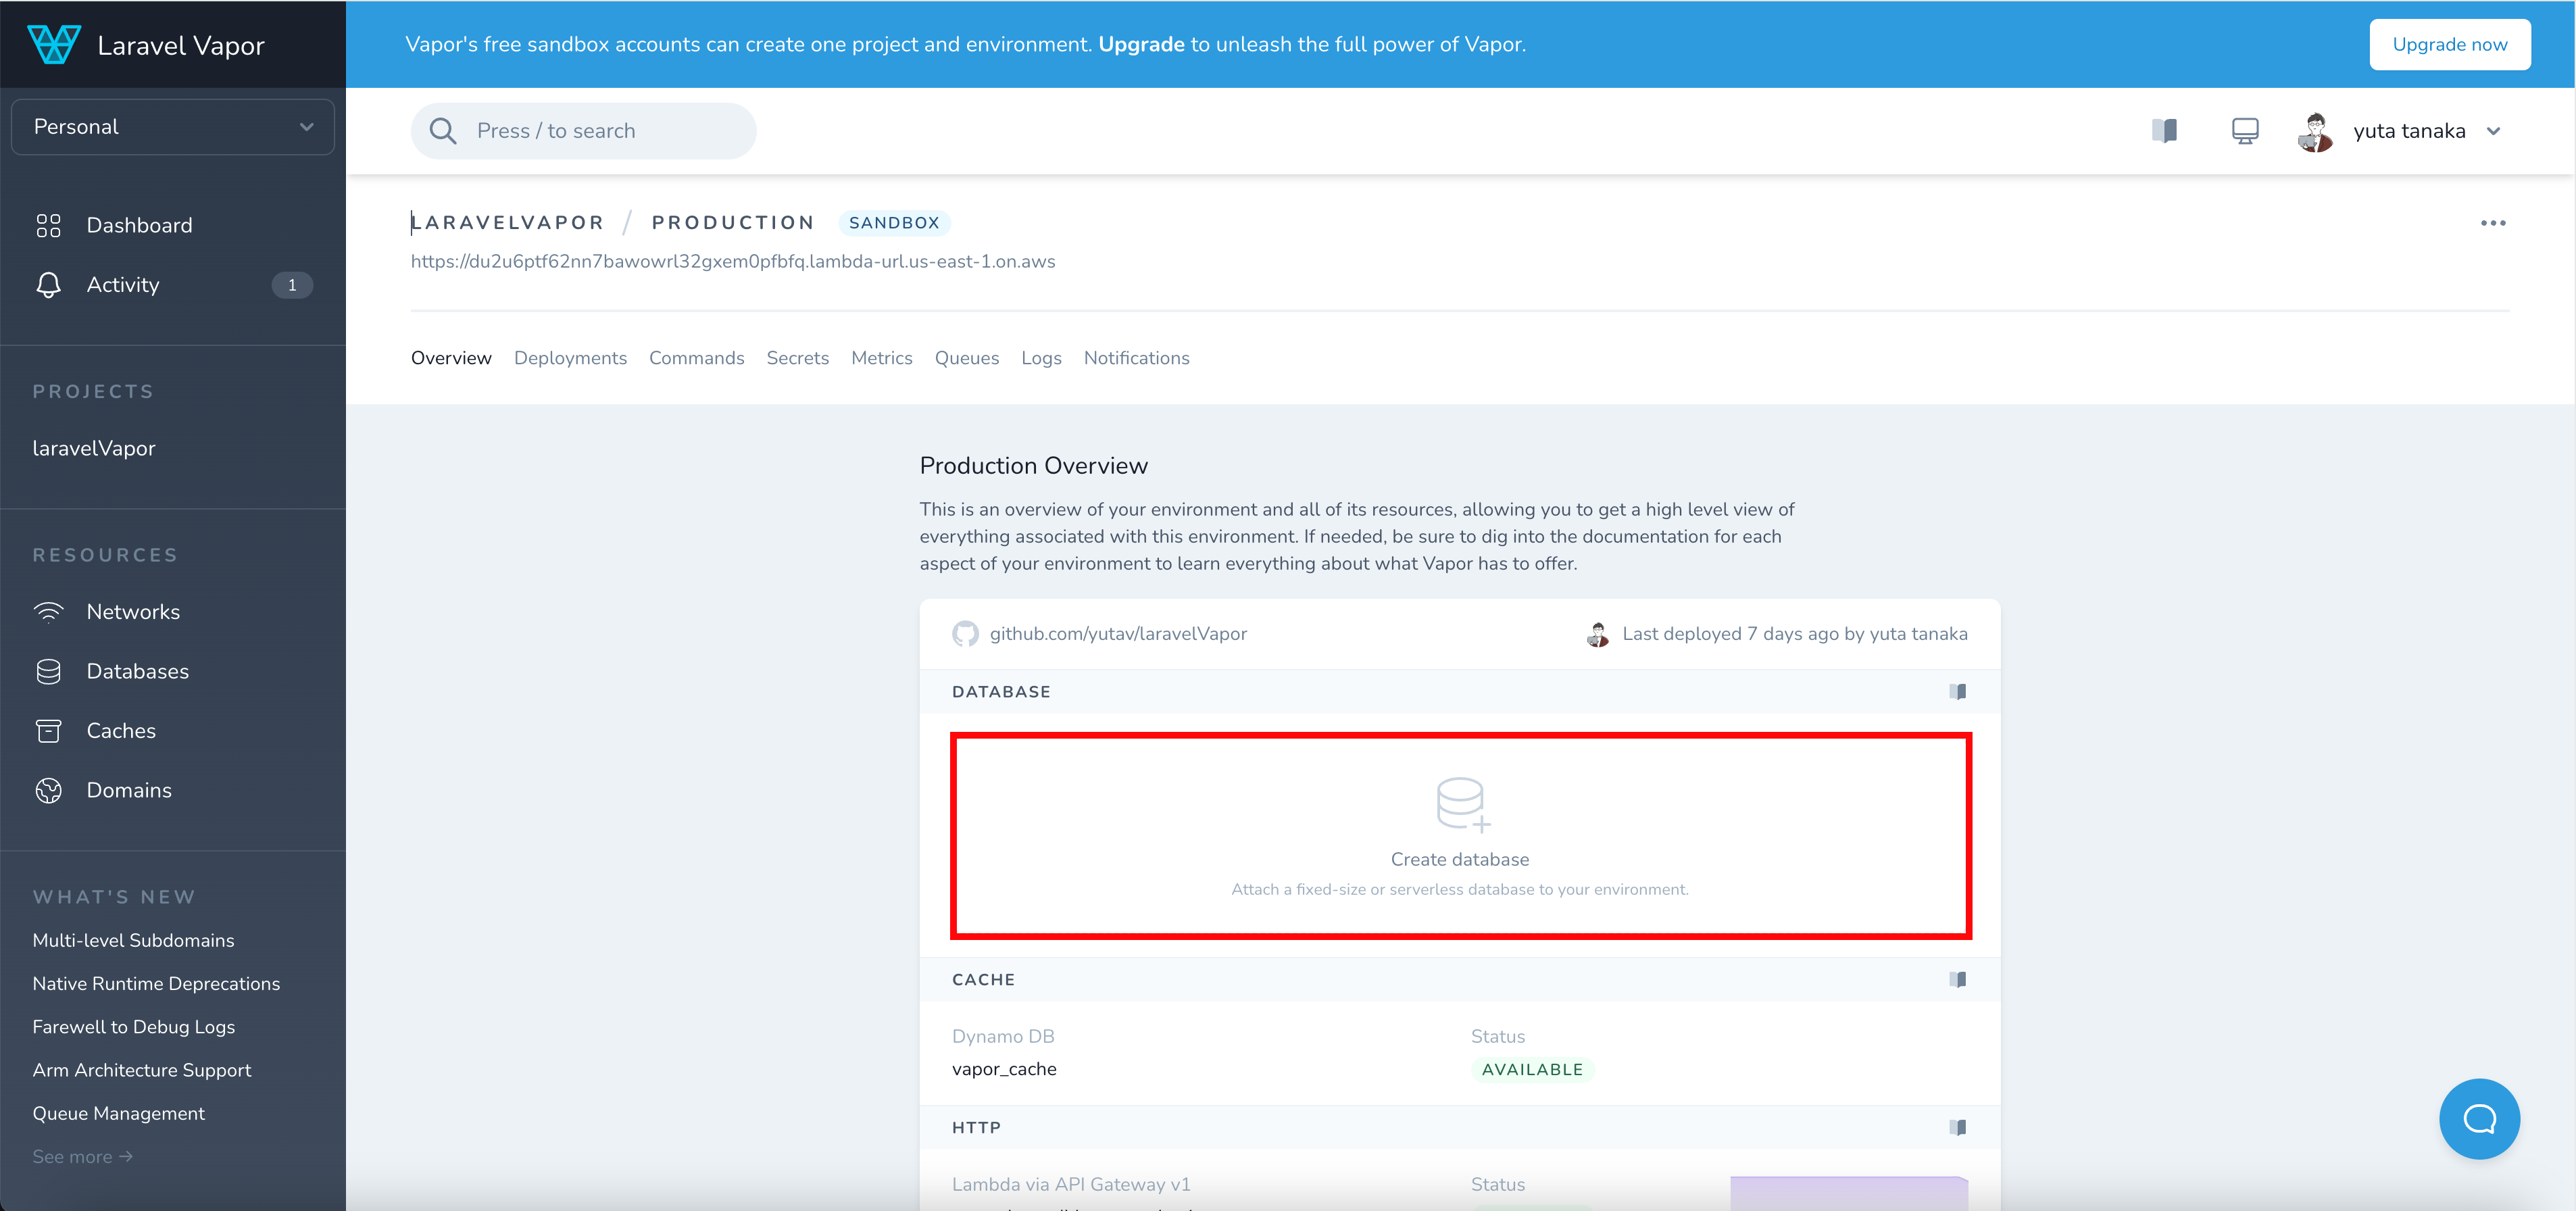 Laravel Vapor
Vapor's free sandbox accounts can create one project and environment. Upgrade to unleash the full power of Vapor.
Upgrade now
Personal
Press / to search
yuta tanaka
Dashboard
Activity
1
PROJECTS
laravelVapor
RESOURCES
Networks
Databases
Caches
Domains
WHAT'S NEW
Multi-level Subdomains
Native Runtime Deprecations
Farewell to Debug Logs
Arm Architecture Support
Queue Management
See more →
LARAVELVAPOR / PRODUCTION SANDBOX
https://du2u6ptf62nn7bawowrl32gxem0pfbfq.lambda-url.us-east-1.on.aws
Overview Deployments Commands Secrets Metrics Queues Logs Notifications
Production Overview
This is an overview of your environment and all of its resources, allowing you to get a high level view of
everything associated with this environment. If needed, be sure to dig into the documentation for each
aspect of your environment to learn everything about what Vapor has to offer.
github.com/yutav/laravelVapor
Last deployed 7 days ago by yuta tanaka
DATABASE
Create database
Attach a fixed-size or serverless database to your environment.
CACHE
Dynamo DB
Status
vapor_cache
AVAILABLE
HTTP
Lambda via API Gateway v1
Status